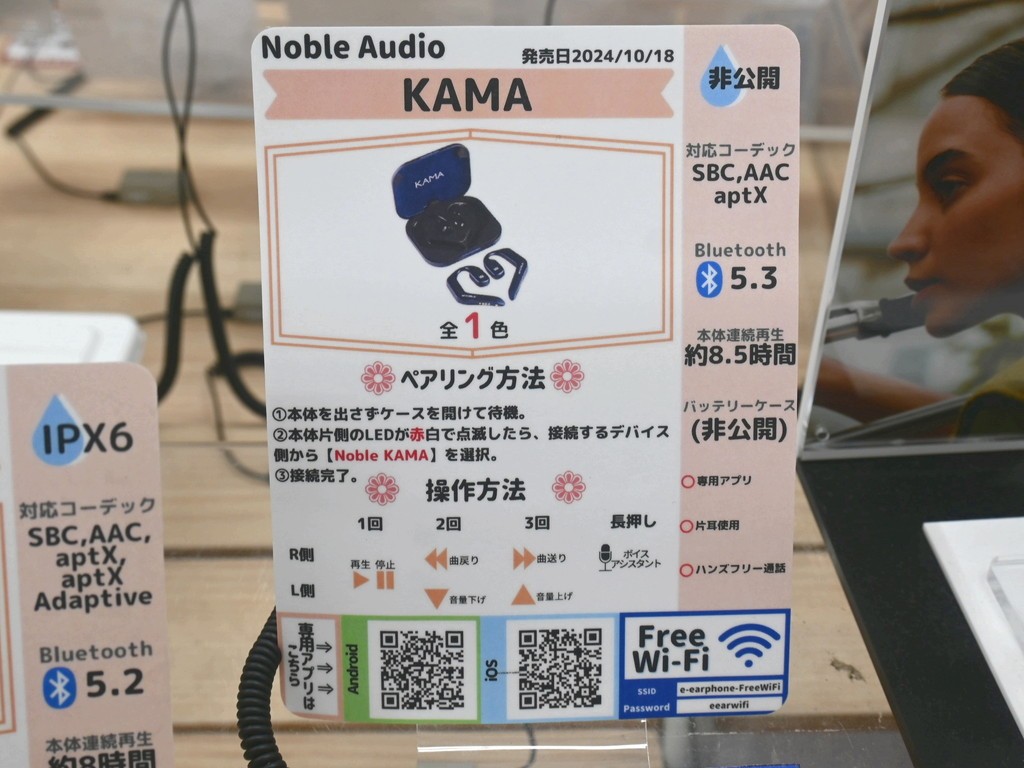 Noble Audio
発売日2024/10/18
KAMA
KAMA
全1色
ペアリング方法
①本体を出さずケースを開けて待機。
②本体片側のLEDが赤白で点滅したら、接続するデバイス
側から【Noble KAMA】を選択。
③接続完了。
操作方法
1回 2回 3回 長押し
R側
再生 停止
曲戻り
曲送り
ボイス
アシスタント
L側
音量下げ
音量上げ
専用アプリは
こちら
⇒
⇒
⇒
Android
iOS
Free
Wi-Fi
SSID e-earphone-FreeWiFi
Password eearwifi
非公開
対応コーデック
SBC,AAC
aptX
Bluetooth
5.3
本体連続再生
約8.5時間
バッテリーケース
(非公開)
○専用アプリ
○片耳使用
○ハンズフリー通話
IPX6
対応コーデック
SBC,AAC,
aptX,
aptX
Adaptive
Bluetooth
5.2
本体連続再生
約8時間